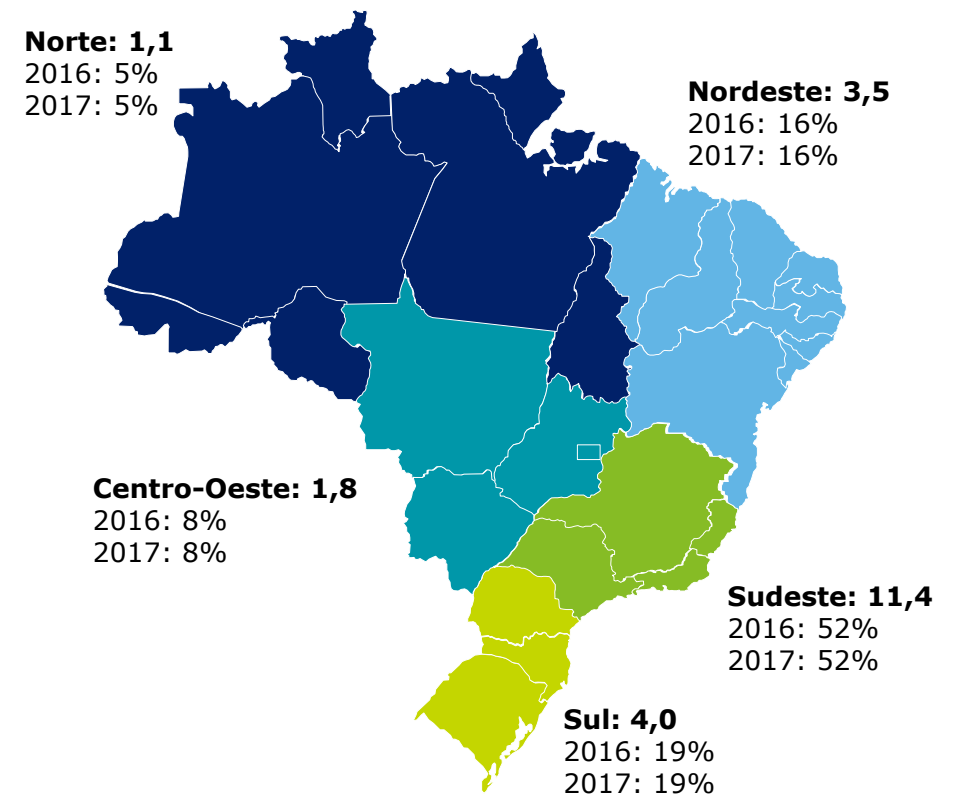 Norte: 1,1
2016: 5%
2017: 5%
Nordeste: 3,5
2016: 16%
2017: 16%
Centro-Oeste: 1,8
2016: 8%
2017: 8%
Sudeste: 11,4
2016: 52%
2017: 52%
Sul: 4,0
2016: 19%
2017: 19%